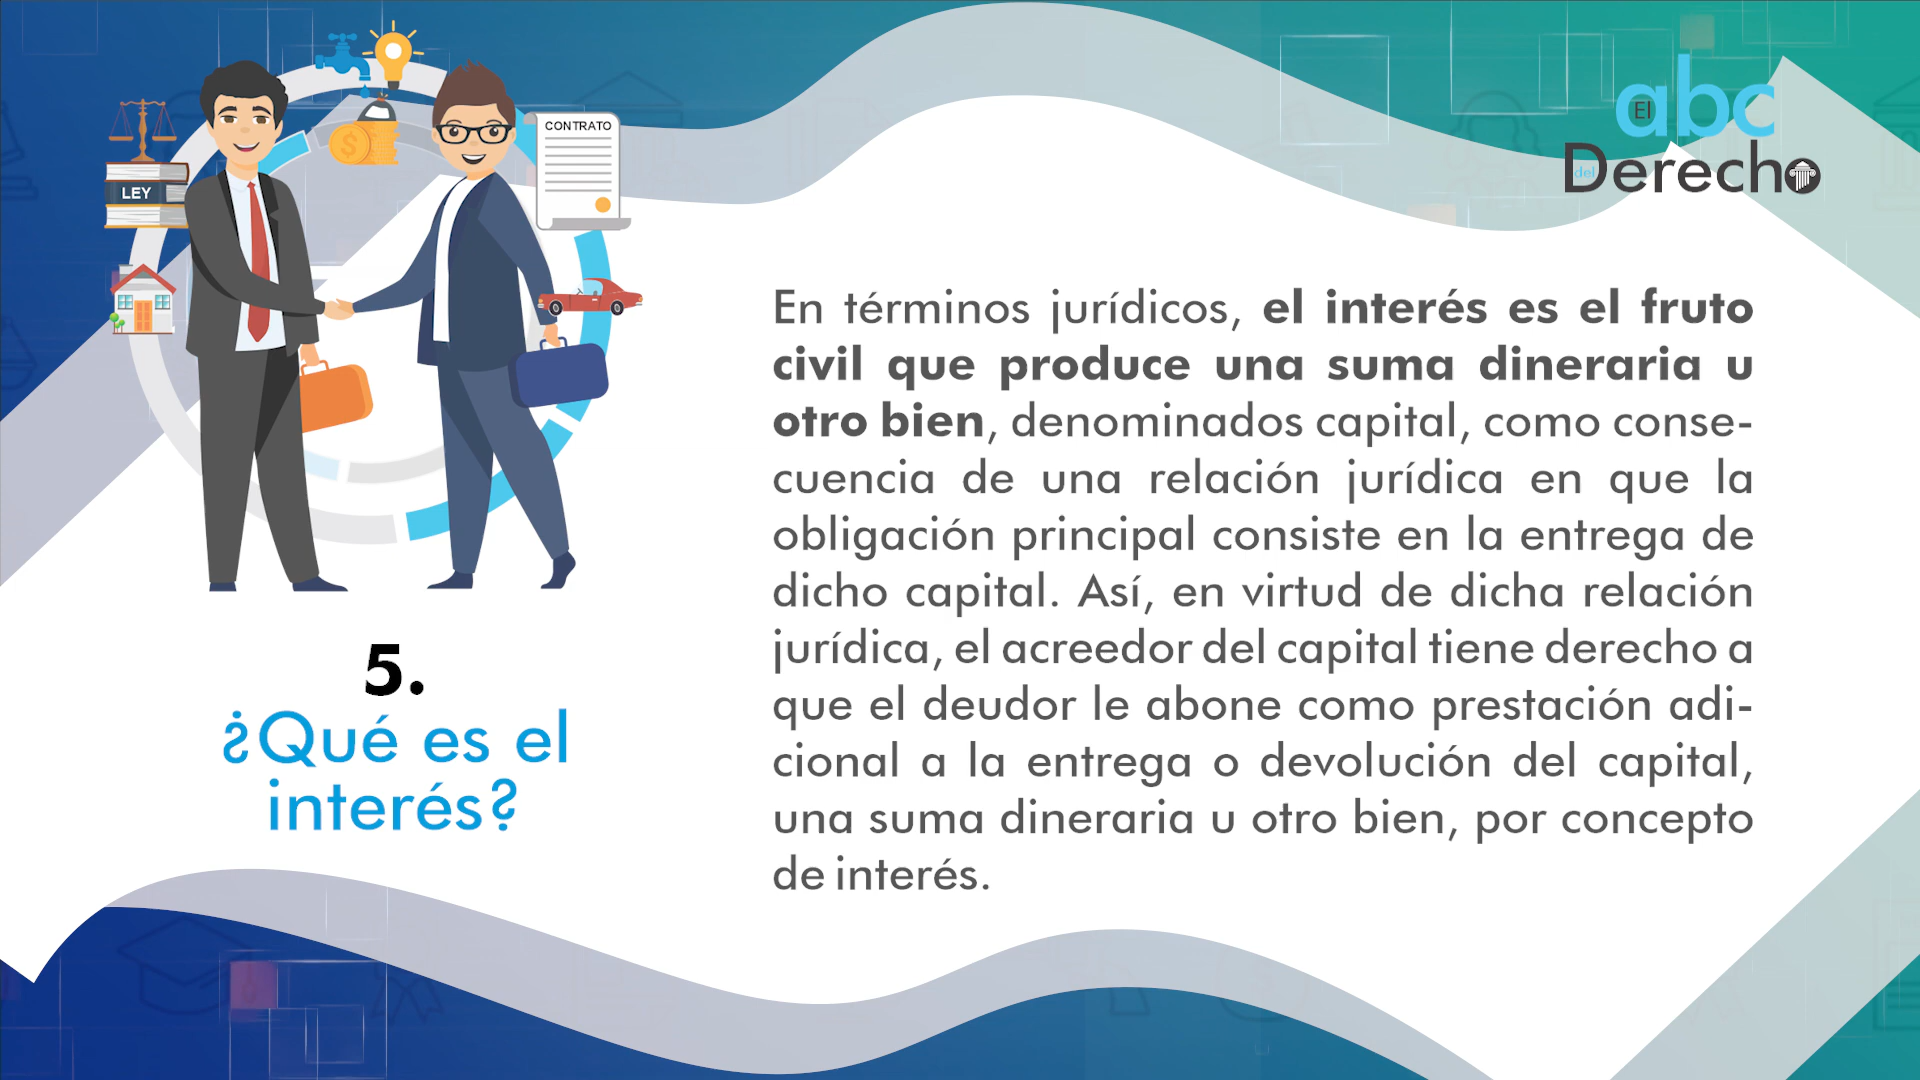 CONTRATO
LEY
El abc
del Derecho
En términos jurídicos, el interés es el fruto
civil que produce una suma dineraria u
otro bien, denominados capital, como conse-
cuencia de una relación jurídica en que la
obligación principal consiste en la entrega de
dicho capital. Así, en virtud de dicha relación
jurídica, el acreedor del capital tiene derecho a
que el deudor le abone como prestación adi-
cional a la entrega o devolución del capital,
una suma dineraria u otro bien, por concepto
de interés.
5.
¿Qué es el
interés?